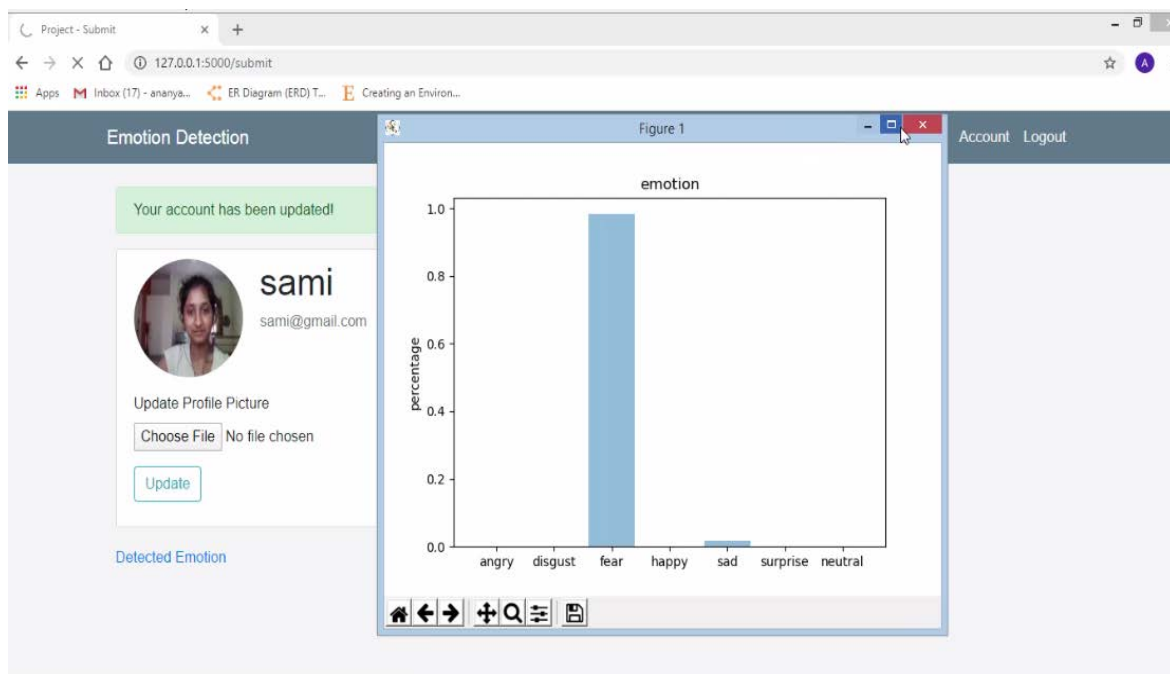 Project - Submit
127.0.0.1:5000/submit
A
Apps
Inbox (17) - ananya...
ER Diagram (ERD) T...
Creating an Environ...
Emotion Detection
Account Logout
Your account has been updated!
sami
sami@gmail.com
Update Profile Picture
Choose File No file chosen
Update
Detected Emotion
Figure 1
emotion
percentage
1.0
0.8
0.6
0.4
0.2
0.0
angry disgust fear happy sad surprise neutral